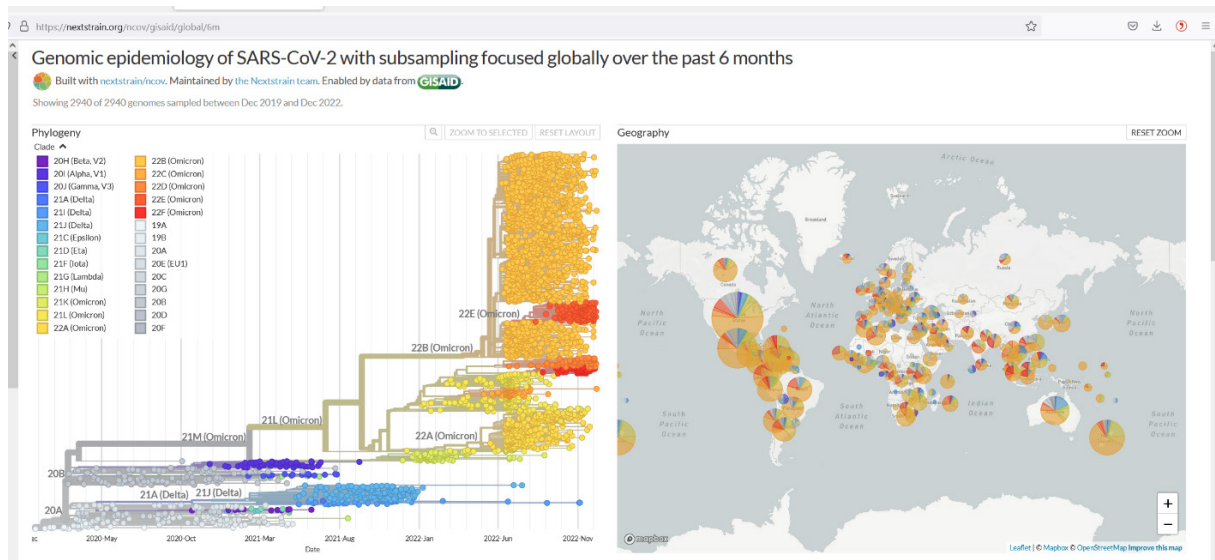 https://nextstrain.org/ncov/gisaid/global/6m
Genomic epidemiology of SARS-CoV-2 with subsampling focused globally over the past 6 months
Built with nextstrain/ncov. Maintained by the Nextstrain team. Enabled by data from GISAID.
Showing 2940 of 2940 genomes sampled between Dec 2019 and Dec 2022.
Phylogeny
ZOOM TO SELECTED
RESET LAYOUT
Clade
20H (Beta, V2)
20I (Alpha, V1)
20J (Gamma, V3)
21A (Delta)
21I (Delta)
21J (Delta)
21C (Epsilon)
21D (Eta)
21F (Iota)
21G (Lambda)
21H (Mu)
21K (Omicron)
21L (Omicron)
22A (Omicron)
22B (Omicron)
22C (Omicron)
22D (Omicron)
22E (Omicron)
22F (Omicron)
19A
19B
20A
20E (EU1)
20C
20G
20B
20D
20F
22E (Omicron)
22B (Omicron)
21L (Omicron)
21M (Omicron)
22A (Omicron)
20B
21A (Delta)
21J (Delta)
20A
2020-May
2020-Oct
2021-Mar
2021-Aug
2022-Jan
2022-Jun
2022-Nov
Date
Geography
RESET ZOOM
Arctic Ocean
Greenland
Russia
Canada
North
Pacific
Ocean
North
Atlantic
Ocean
North
Pacific
Ocean
South
Pacific
Ocean
South
Atlantic
Ocean
Indian
Ocean
South
Pacific
Ocean
+
−
mapbox
Leaflet | © Mapbox © OpenStreetMap Improve this map